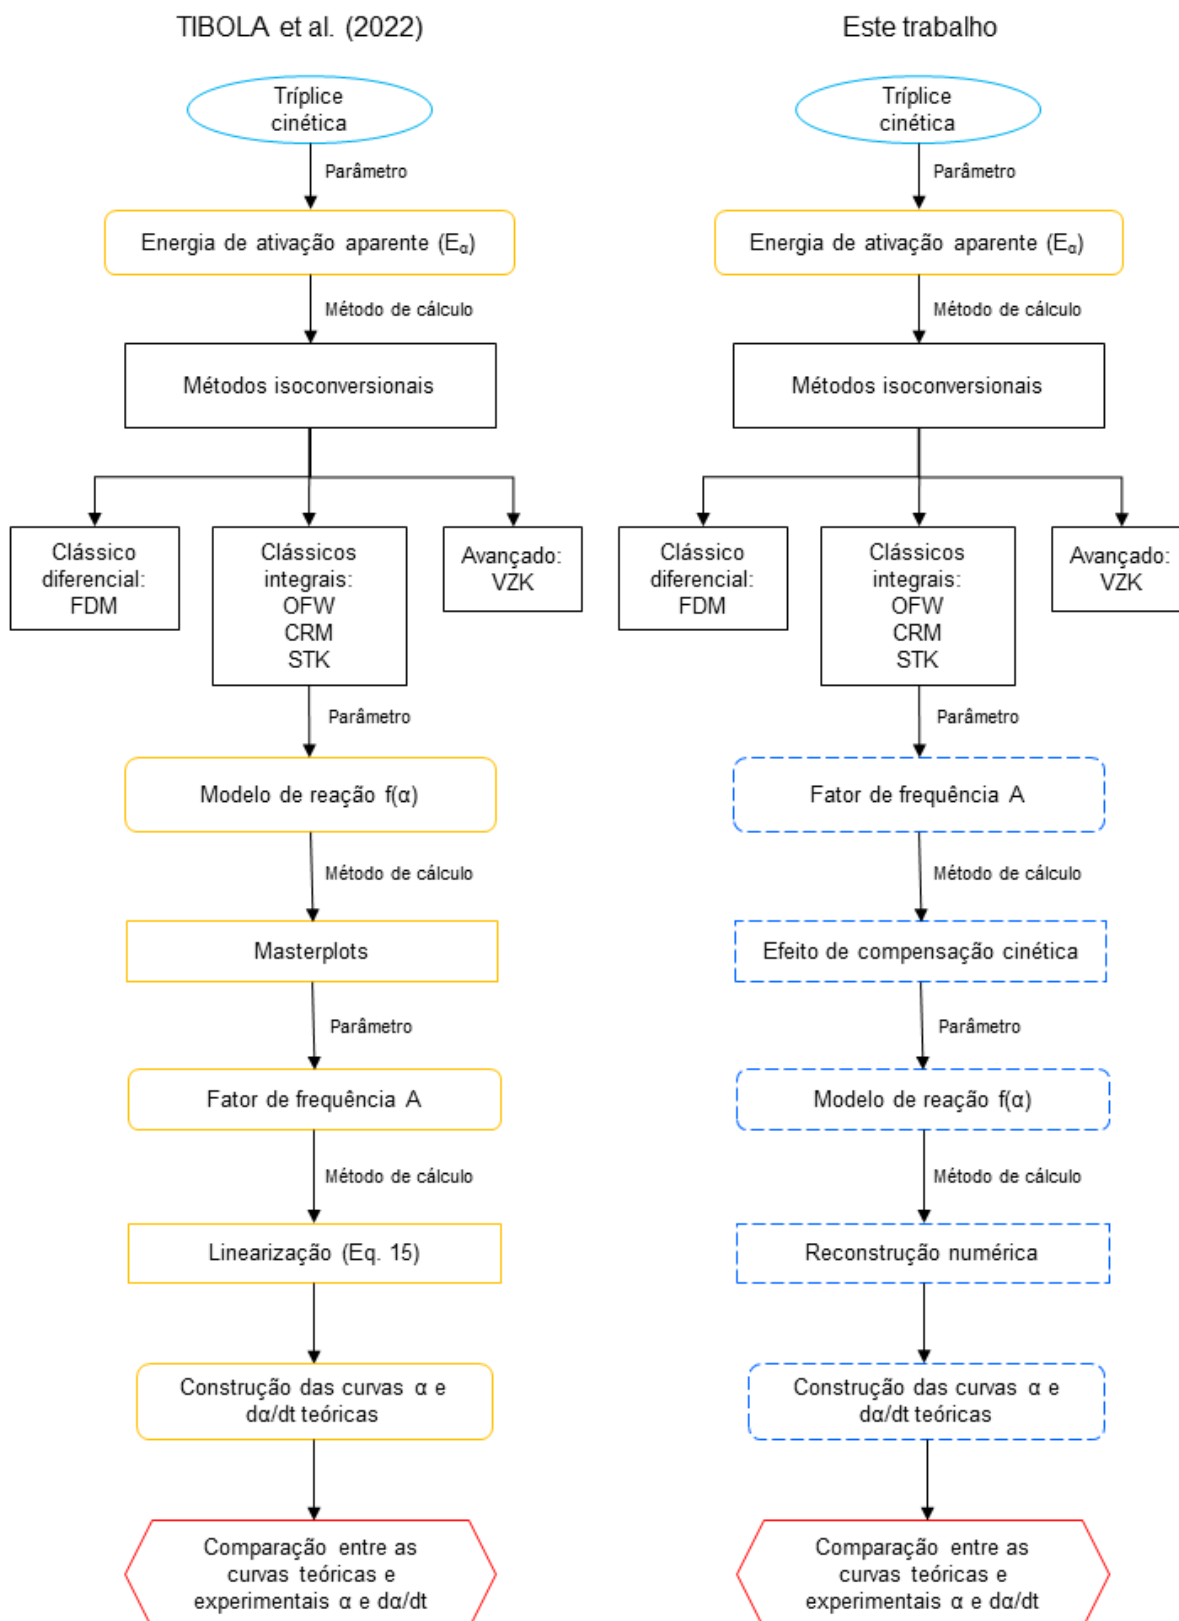 TIBOLA et al. (2022)
Tríplice
cinética
Parâmetro
Energia de ativação aparente (Eα)
Método de cálculo
Métodos isoconversionais
Clássico
diferencial:
FDM
Clássicos
integrais:
OFW
CRM
STK
Avançado:
VZK
Parâmetro
Modelo de reação f(α)
Método de cálculo
Masterplots
Parâmetro
Fator de frequência A
Método de cálculo
Linearização (Eq. 15)
Construção das curvas α e
dα/dt teóricas
Comparação entre as
curvas teóricas e
experimentais α e dα/dt
Este trabalho
Tríplice
cinética
Parâmetro
Energia de ativação aparente (Eα)
Método de cálculo
Métodos isoconversionais
Clássico
diferencial:
FDM
Clássicos
integrais:
OFW
CRM
STK
Avançado:
VZK
Parâmetro
Fator de frequência A
Método de cálculo
Efeito de compensação cinética
Parâmetro
Modelo de reação f(α)
Método de cálculo
Reconstrução numérica
Construção das curvas α e
dα/dt teóricas
Comparação entre as
curvas teóricas e
experimentais α e dα/dt